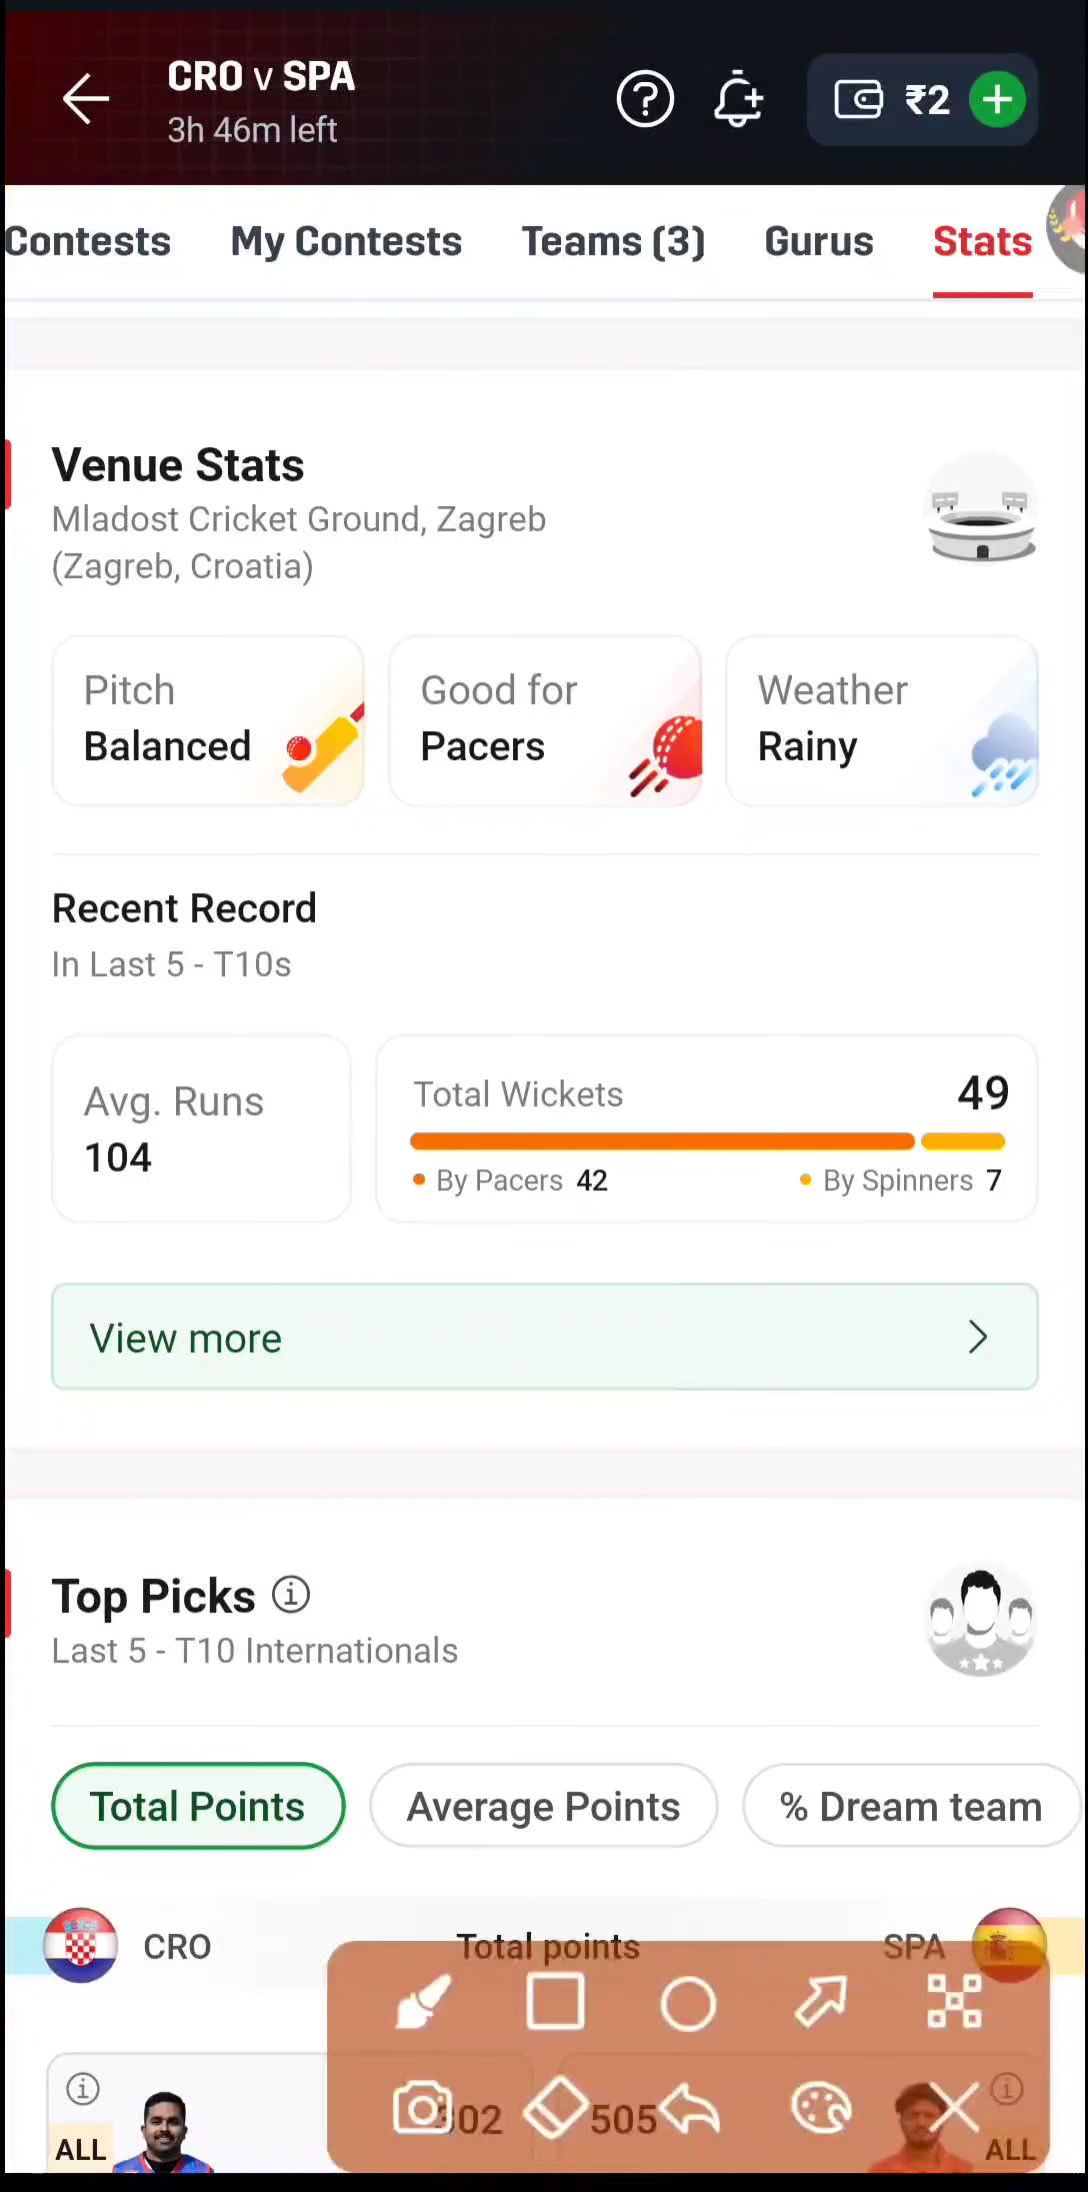 CRO v SPA
3h 46m left
₹2
Contests My Contests Teams (3) Gurus Stats
Venue Stats
Mladost Cricket Ground, Zagreb
(Zagreb, Croatia)
Pitch
Balanced
Good for
Pacers
Weather
Rainy
Recent Record
In Last 5 - T10s
Avg. Runs
104
Total Wickets 49
By Pacers 42
By Spinners 7
View more
Top Picks
Last 5 - T10 Internationals
Total Points Average Points % Dream team
CRO Total points SPA
505
ALL
ALL